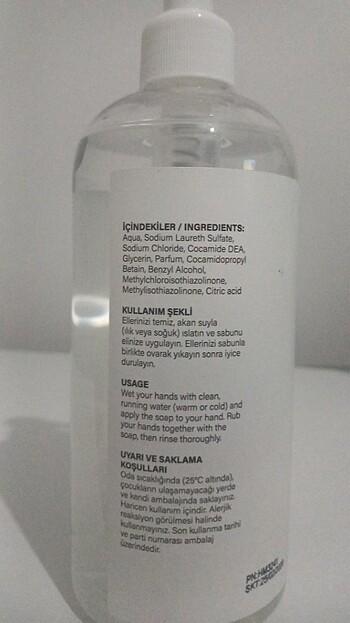 İÇİNDEKİLER / INGREDIENTS:
Aqua, Sodium Laureth Sulfate,
Sodium Chloride, Cocamide DEA,
Glycerin, Parfum, Cocamidopropyl
Betain, Benzyl Alcohol,
Methylchloroisothiazolinone,
Methylisothiazolinone, Citric acid
KULLANIM ŞEKLİ
Ellerinizi temiz, akan suyla
(ılık veya soğuk) ıslatın ve sabunu
elinize uygulayın. Ellerinizi sabunla
birlikte ovarak yıkayın sonra iyice
durulayın.
USAGE
Wet your hands with clean,
running water (warm or cold) and
apply the soap to your hand. Rub
your hands together with the
soap, then rinse thoroughly.
UYARI VE SAKLAMA
KOŞULLARI
Oda sıcaklığında (25°C altında),
çocukların ulaşamayacağı yerde
ve kendi ambalajında saklayınız.
Haricen kullanım içindir. Alerjik
reaksiyon görülmesi halinde
kullanmayınız. Son kullanma tarihi
ve parti numarası ambalaj
üzerindedir.